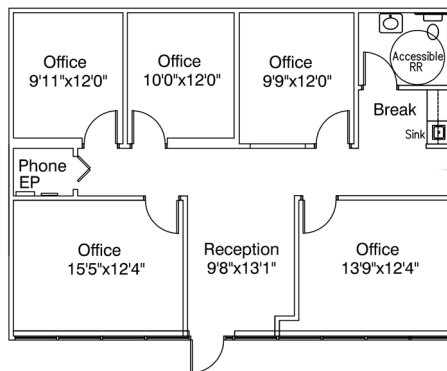 Office
9'11"x12'0"
Office
10'0"x12'0"
Office
9'9"x12'0"
Accessible
RR
Break
Sink
Phone
EP
Office
15'5"x12'4"
Reception
9'8"x13'1"
Office
13'9"x12'4"